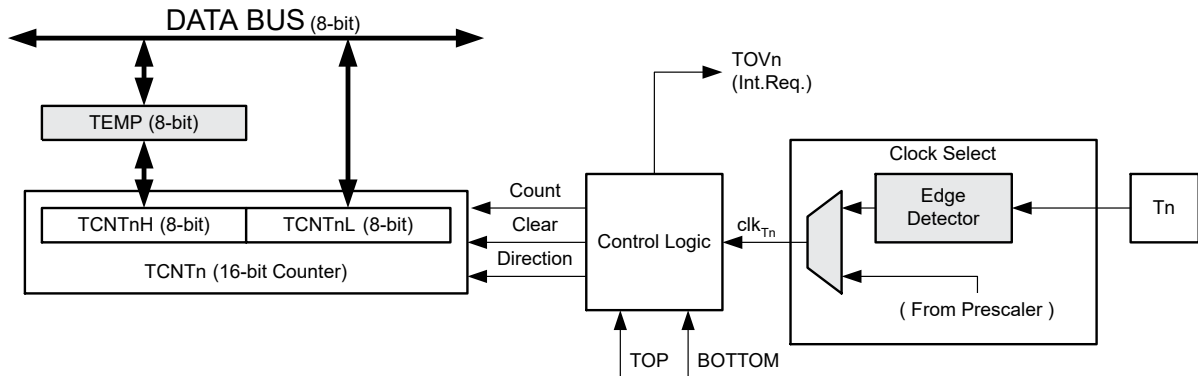 DATA BUS (8-bit)
TOVn
(Int.Req.)
TEMP (8-bit)
Clock Select
Count
Edge
Detector
Tn
TCNTnH (8-bit)
TCNTnL (8-bit)
Clear
Control Logic
clkTn
TCNTn (16-bit Counter)
Direction
( From Prescaler )
TOP
BOTTOM